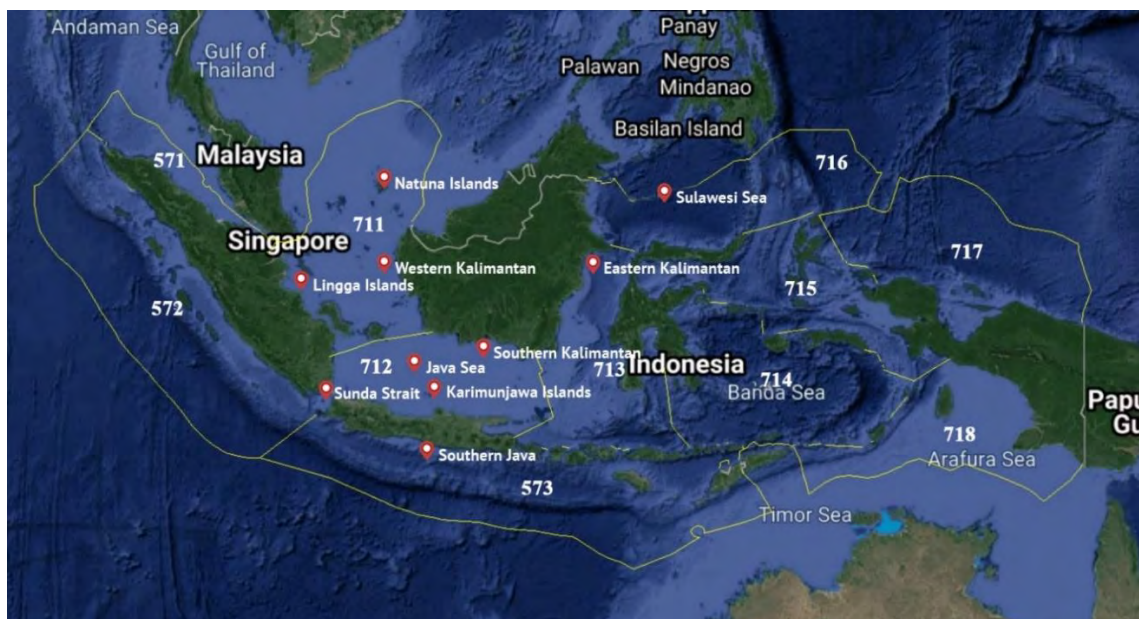 Panay
Andaman Sea
Gulf of
Thailand
Palawan
Negros
Mindanao
Basilan Island
571
Malaysia
716
Natuna Islands
Sulawesi Sea
711
Singapore
717
Western Kalimantan
Eastern Kalimantan
Lingga Islands
715
572
Southern Kalimantan
712
Java Sea
713
Indonesia
714
Sunda Strait
Karimunjawa Islands
Banda Sea
Papu
Gu
718
Southern Java
Arafura Sea
573
Timor Sea